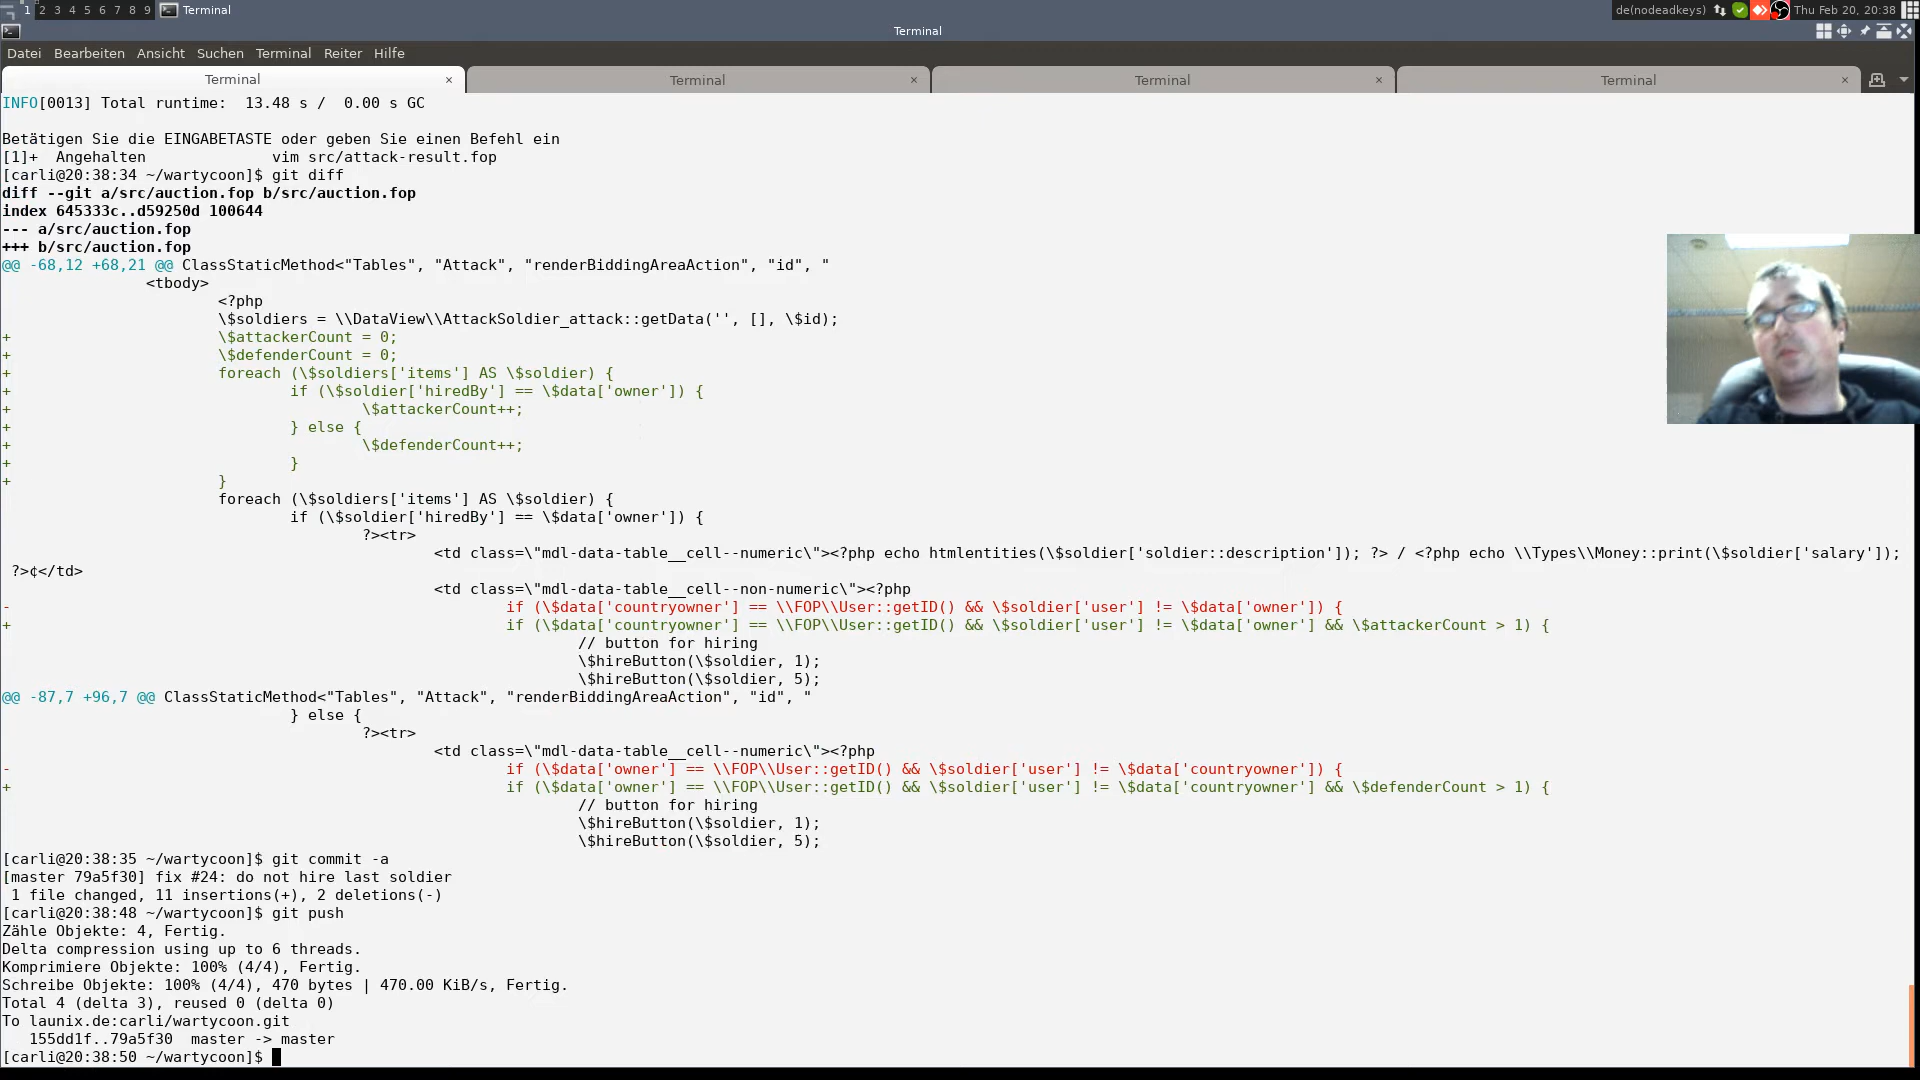 1 2 3 4 5 6 7 8 9 Terminal de(nodeadkeys) Thu Feb 20, 20:38
Terminal
Datei Bearbeiten Ansicht Suchen Terminal Reiter Hilfe
Terminal × Terminal × Terminal × Terminal ×
INFO[0013] Total runtime:  13.48 s /  0.00 s GC
Betätigen Sie die EINGABETASTE oder geben Sie einen Befehl ein
[1]+  Angehalten              vim src/attack-result.fop
[carli@20:38:34 ~/wartycoon]$ git diff
diff --git a/src/auction.fop b/src/auction.fop
index 645333c..d59250d 100644
--- a/src/auction.fop
+++ b/src/auction.fop
@@ -68,12 +68,21 @@ ClassStaticMethod<"Tables", "Attack", "renderBiddingAreaAction", "id", "
                <tbody>
                        <?php
                        \$soldiers = \\DataView\\AttackSoldier_attack::getData('', [], \$id);
+                       \$attackerCount = 0;
+                       \$defenderCount = 0;
+                       foreach (\$soldiers['items'] AS \$soldier) {
+                               if (\$soldier['hiredBy'] == \$data['owner']) {
+                                       \$attackerCount++;
+                               } else {
+                                       \$defenderCount++;
+                               }
+                       }
                        foreach (\$soldiers['items'] AS \$soldier) {
                                if (\$soldier['hiredBy'] == \$data['owner']) {
                                        ?><tr>
                                                <td class=\"mdl-data-table__cell--numeric\"><?php echo htmlentities(\$soldier['soldier::description']); ?> / <?php echo \\Types\\Money::print(\$soldier['salary']);
 ?>¢</td>
                                                <td class=\"mdl-data-table__cell--non-numeric\"><?php
-                                                       if (\$data['countryowner'] == \\FOP\\User::getID() && \$soldier['user'] != \$data['owner']) {
+                                                       if (\$data['countryowner'] == \\FOP\\User::getID() && \$soldier['user'] != \$data['owner'] && \$attackerCount > 1) {
                                                                // button for hiring
                                                                \$hireButton(\$soldier, 1);
                                                                \$hireButton(\$soldier, 5);
@@ -87,7 +96,7 @@ ClassStaticMethod<"Tables", "Attack", "renderBiddingAreaAction", "id", "
                                } else {
                                        ?><tr>
                                                <td class=\"mdl-data-table__cell--numeric\"><?php
-                                                       if (\$data['owner'] == \\FOP\\User::getID() && \$soldier['user'] != \$data['countryowner']) {
+                                                       if (\$data['owner'] == \\FOP\\User::getID() && \$soldier['user'] != \$data['countryowner'] && \$defenderCount > 1) {
                                                                // button for hiring
                                                                \$hireButton(\$soldier, 1);
                                                                \$hireButton(\$soldier, 5);
[carli@20:38:35 ~/wartycoon]$ git commit -a
[master 79a5f30] fix #24: do not hire last soldier
 1 file changed, 11 insertions(+), 2 deletions(-)
[carli@20:38:48 ~/wartycoon]$ git push
Zähle Objekte: 4, Fertig.
Delta compression using up to 6 threads.
Komprimiere Objekte: 100% (4/4), Fertig.
Schreibe Objekte: 100% (4/4), 470 bytes | 470.00 KiB/s, Fertig.
Total 4 (delta 3), reused 0 (delta 0)
To launix.de:carli/wartycoon.git
   155dd1f..79a5f30  master -> master
[carli@20:38:50 ~/wartycoon]$